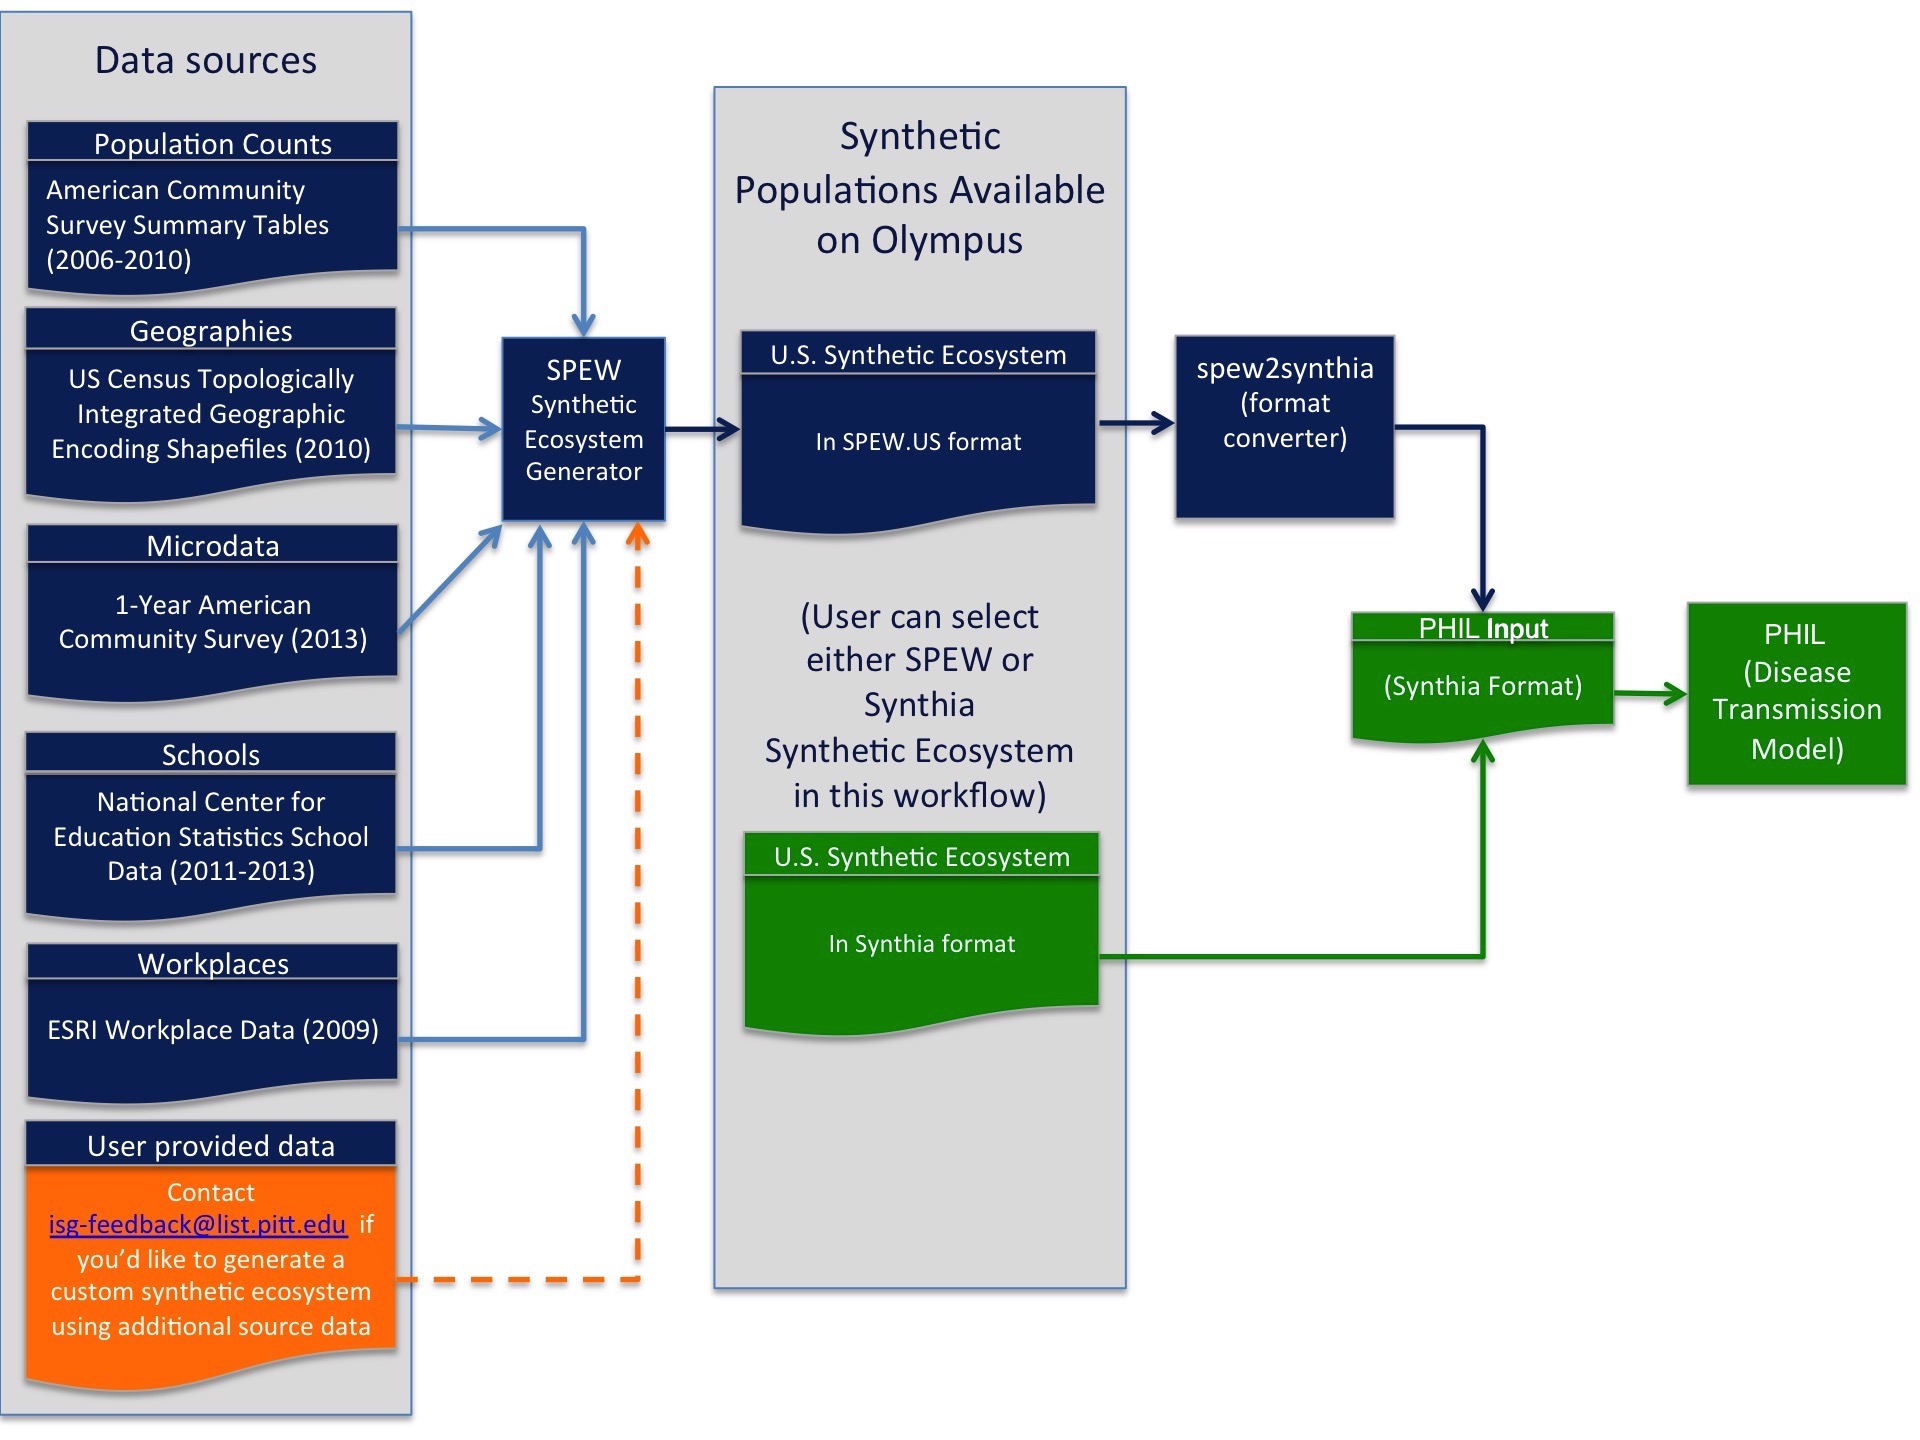 Data sources
Population Counts
American Community
Survey Summary Tables
(2006-2010)
Geographies
US Census Topologically
Integrated Geographic
Encoding Shapefiles (2010)
Microdata
1-Year American
Community Survey (2013)
Schools
National Center for
Education Statistics School
Data (2011-2013)
Workplaces
ESRI Workplace Data (2009)
User provided data
Contact
isg-feedback@list.pitt.edu if
you’d like to generate a
custom synthetic ecosystem
using additional source data
SPEW
Synthetic
Ecosystem
Generator
Synthetic
Populations Available
on Olympus
U.S. Synthetic Ecosystem
In SPEW.US format
(User can select
either SPEW or
Synthia
Synthetic Ecosystem
in this workflow)
U.S. Synthetic Ecosystem
In Synthia format
spew2synthia
(format
converter)
PHIL Input
(Synthia Format)
PHIL
(Disease
Transmission
Model)